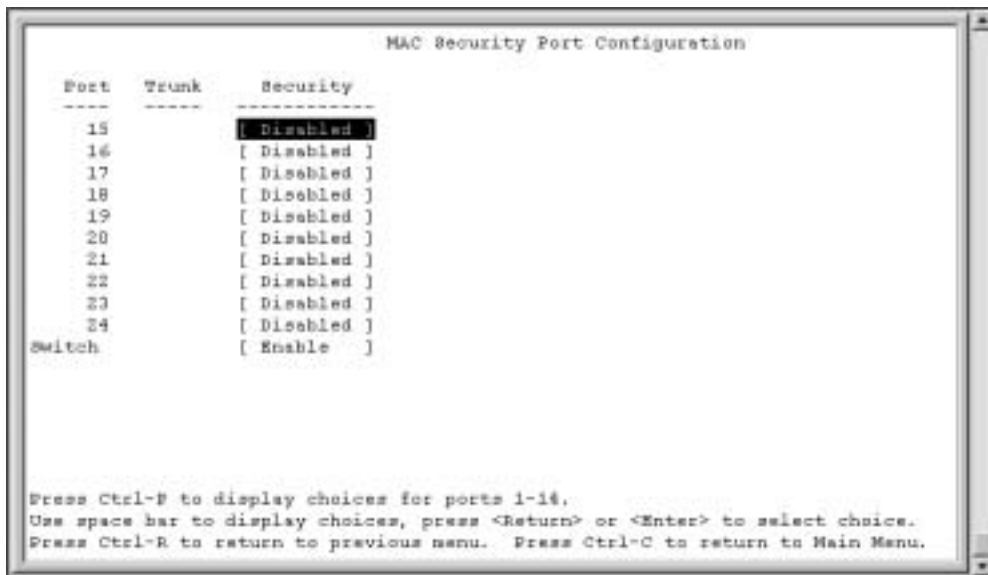 MAC Security Port Configuration
Port Trunk Security
---- ----- ------------
15 [ Disabled ]
16 [ Disabled ]
17 [ Disabled ]
18 [ Disabled ]
19 [ Disabled ]
20 [ Disabled ]
21 [ Disabled ]
22 [ Disabled ]
23 [ Disabled ]
24 [ Disabled ]
Switch [ Enable ]
Press Ctrl-P to display choices for ports 1-14.
Use space bar to display choices, press <Return> or <Enter> to select choice.
Press Ctrl-R to return to previous menu. Press Ctrl-C to return to Main Menu.